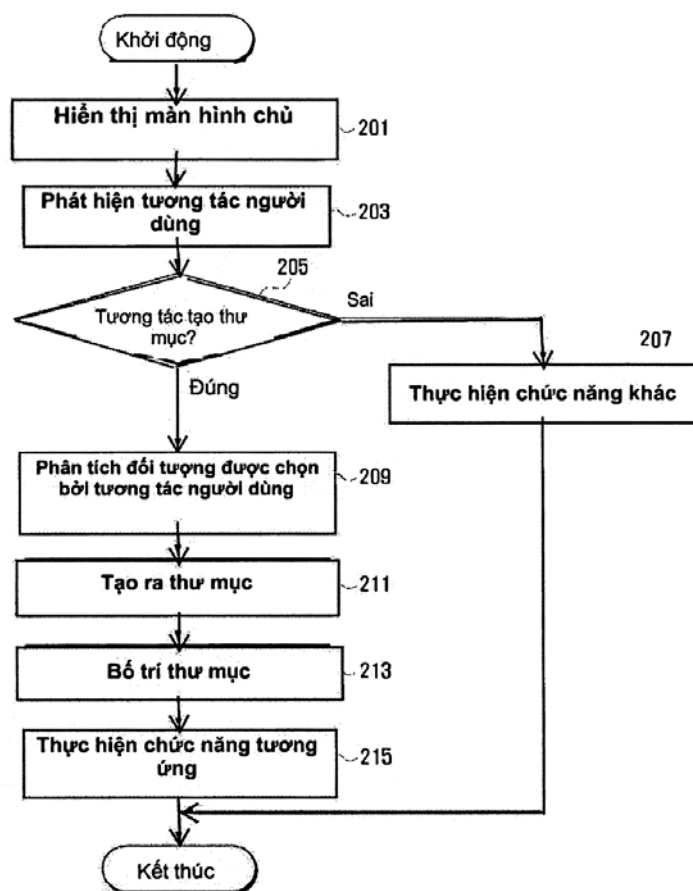 Khởi động
Hiển thị màn hình chủ
201
Phát hiện tương tác người
dùng
203
205
Tương tác tạo thư
mục?
Sai
Đúng
207
Thực hiện chức năng khác
Phân tích đối tượng được chọn
bởi tương tác người dùng
209
Tạo ra thư mục
211
Bố trí thư mục
213
Thực hiện chức năng tương
ứng
215
Kết thúc